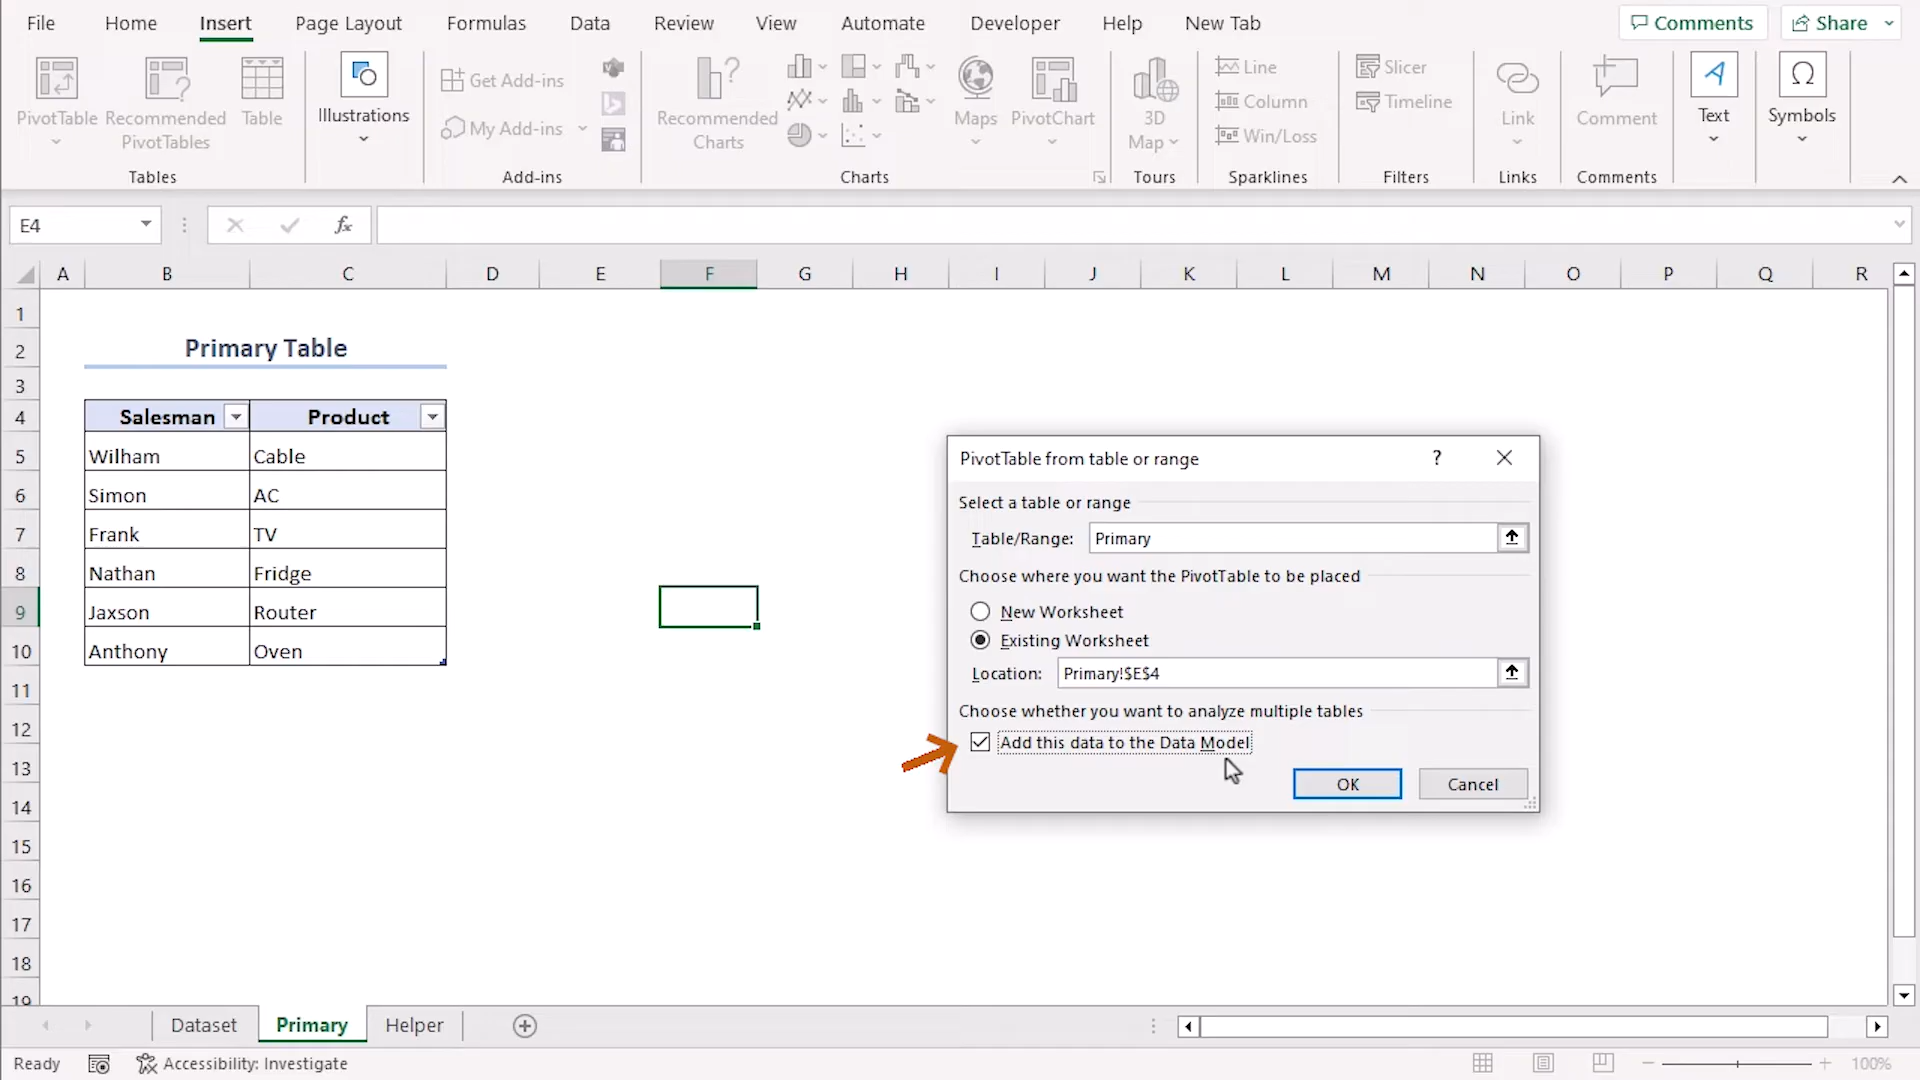 File Home Insert Page Layout Formulas Data Review View Automate Developer Help New Tab Comments Share
PivotTable Recommended PivotTables Table Illustrations Get Add-ins My Add-ins Recommended Charts Maps PivotChart 3D Map Line Column Win/Loss Slicer Timeline Link Comment Text Symbols
Tables Add-ins Charts Tours Sparklines Filters Links Comments
E4 fx
A B C D E F G H I J K L M N O P Q R
1
2 Primary Table
3
4 Salesman Product
5 Wilham Cable
6 Simon AC
7 Frank TV
8 Nathan Fridge
9 Jaxson Router
10 Anthony Oven
11
12
13
14
15
16
17
18
19
PivotTable from table or range ?
Select a table or range
Table/Range: Primary
Choose where you want the PivotTable to be placed
New Worksheet
Existing Worksheet
Location: Primary!$E$4
Choose whether you want to analyze multiple tables
Add this data to the Data Model
OK Cancel
Dataset Primary Helper
Ready Accessibility: Investigate 100%